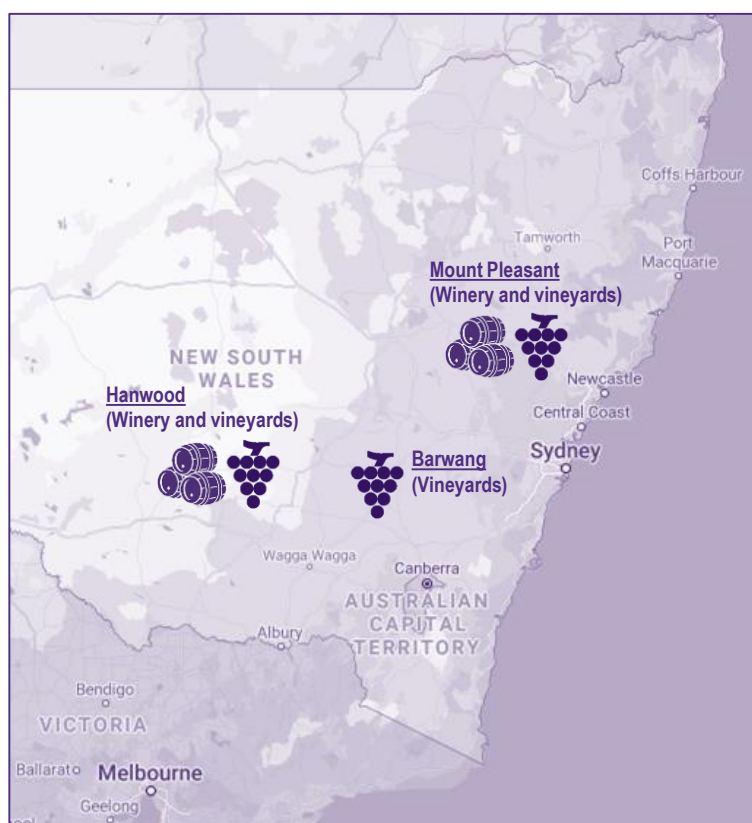 Coffs Harbour
Tamworth
Port
Macquarie
Mount Pleasant
(Winery and vineyards)
NEW SOUTH
WALES
Newcastle
Hanwood
(Winery and vineyards)
Central Coast
Sydney
Barwang
(Vineyards)
Wagga Wagga
Canberra
AUSTRALIAN
CAPITAL
TERRITORY
Albury
Bendigo
VICTORIA
Ballarat
Melbourne
Geelong